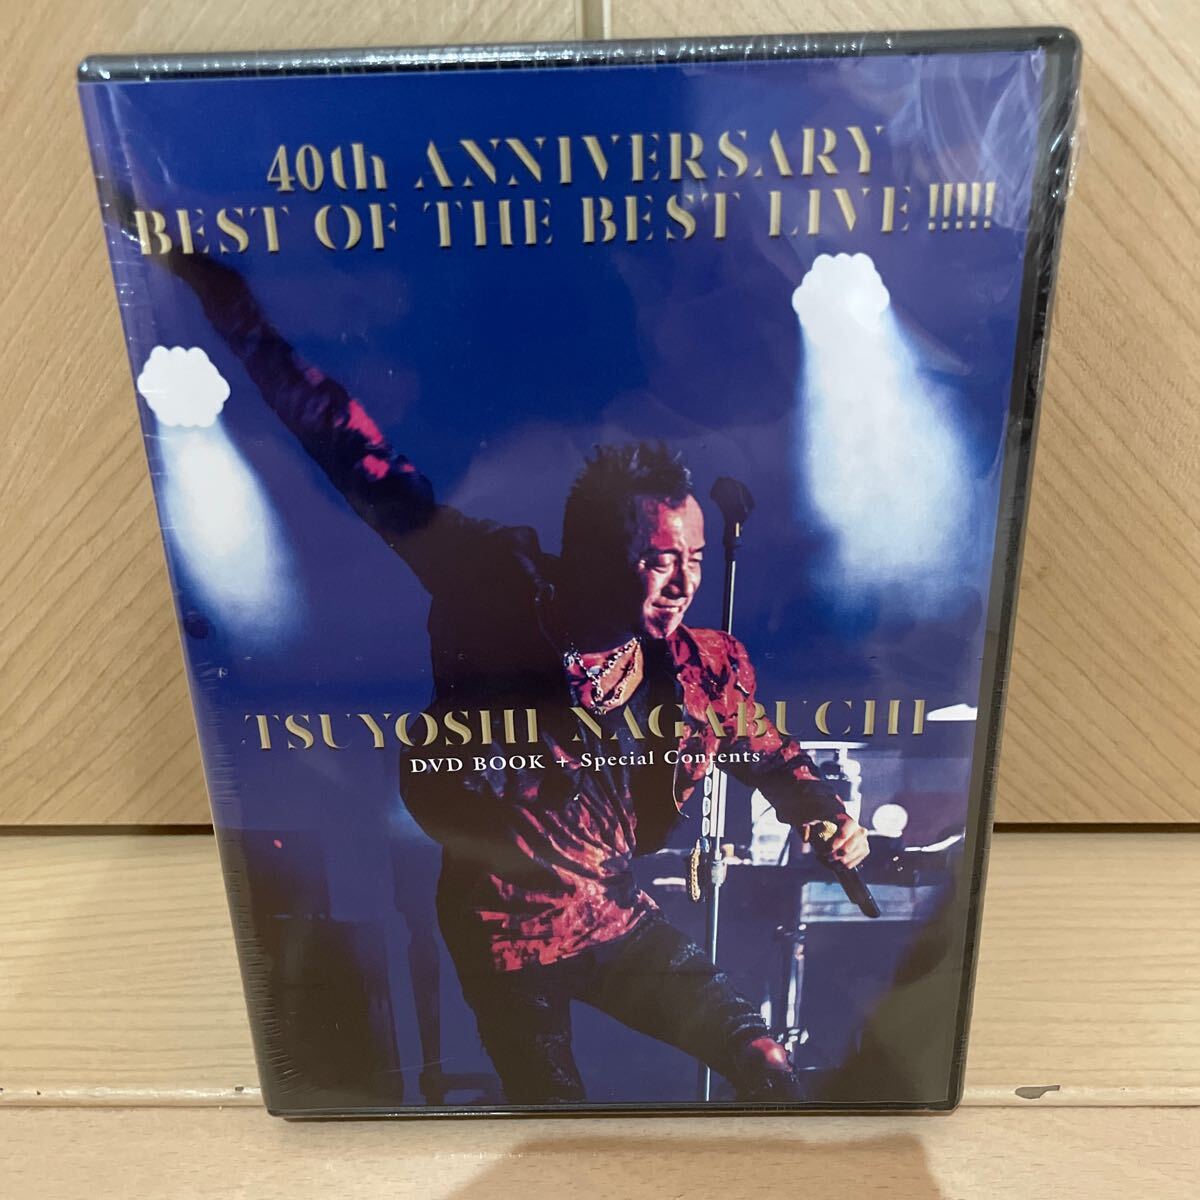 40th ANNIVERSARY
BEST OF THE BEST LIVE !!!!!
TSUYOSHI NAGABUCHI
DVD BOOK + Special Contents